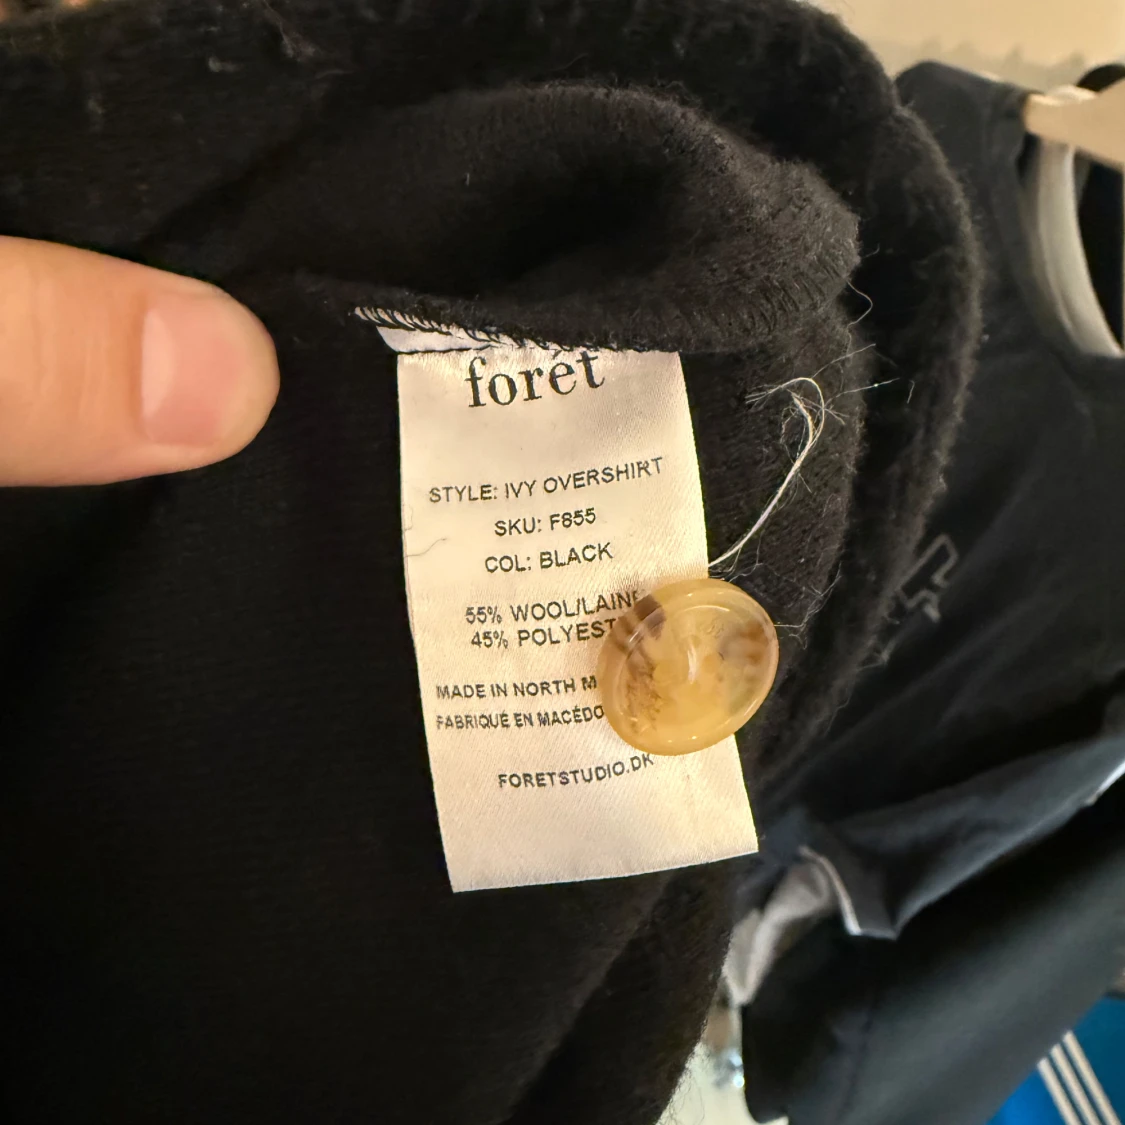 forét
STYLE: IVY OVERSHIRT
SKU: F855
COL: BLACK
55% WOOL/LAINE
45% POLYEST
MADE IN NORTH M
FABRIQUÉ EN MACÉDO
FORETSTUDIO.DK